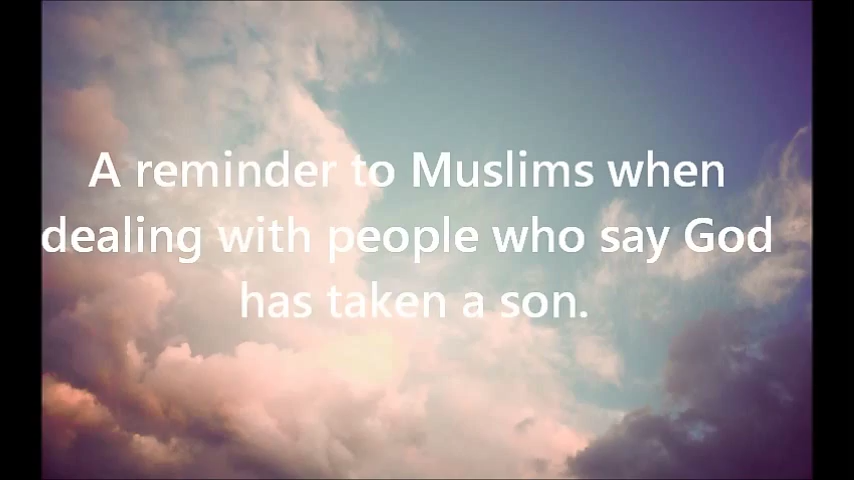 A reminder to Muslims when
dealing with people who say God
has taken a son.